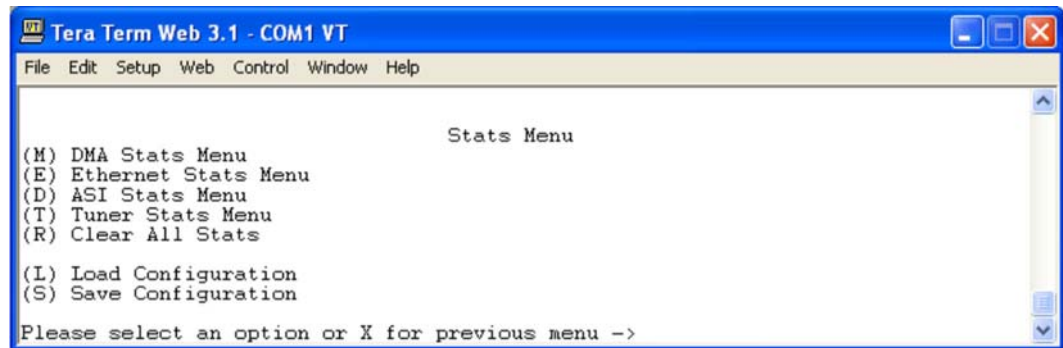 Tera Term Web 3.1 - COM1 VT
File Edit Setup Web Control Window Help
Stats Menu
(M) DMA Stats Menu
(E) Ethernet Stats Menu
(D) ASI Stats Menu
(T) Tuner Stats Menu
(R) Clear All Stats
(L) Load Configuration
(S) Save Configuration
Please select an option or X for previous menu ->